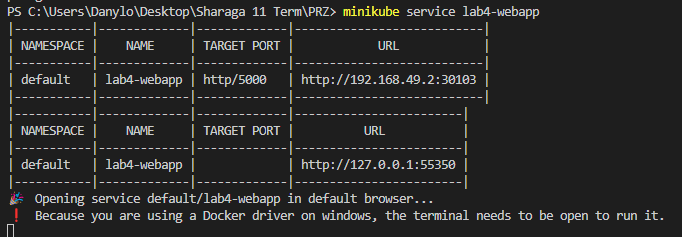 PS C:\Users\Danylo\Desktop\Sharaga 11 Term\PRZ> minikube service lab4-webapp
|-----------|-------------|-------------|---------------------------|
| NAMESPACE |    NAME     | TARGET PORT |            URL            |
|-----------|-------------|-------------|---------------------------|
| default   | lab4-webapp | http/5000   | http://192.168.49.2:30103 |
|-----------|-------------|-------------|---------------------------|
|-----------|-------------|-------------|------------------------|
| NAMESPACE |    NAME     | TARGET PORT |          URL           |
|-----------|-------------|-------------|------------------------|
| default   | lab4-webapp |             | http://127.0.0.1:55350 |
|-----------|-------------|-------------|------------------------|
🎉  Opening service default/lab4-webapp in default browser...
❗  Because you are using a Docker driver on windows, the terminal needs to be open to run it.